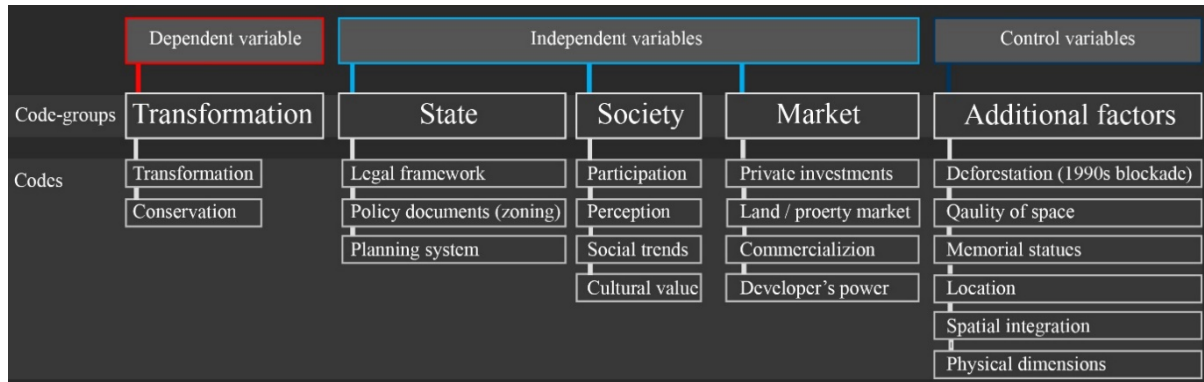 Dependent variable
Independent variables
Control variables
Code-groups
Transformation
State
Society
Market
Additional factors
Codes
Transformation
Conservation
Legal framework
Policy documents (zoning)
Planning system
Participation
Perception
Social trends
Cultural value
Private investments
Land / proerty market
Commercializion
Developer's power
Deforestation (1990s blockade)
Qaulity of space
Memorial statues
Location
Spatial integration
Physical dimensions